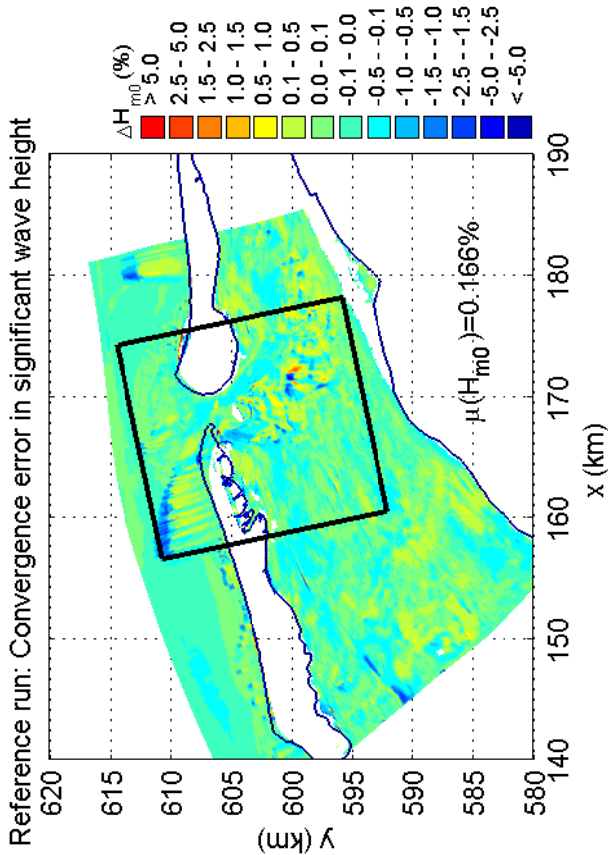 Reference run: Convergence error in significant wave height
△H_m0 (%)
> 5.0
2.5 - 5.0
1.5 - 2.5
1.0 - 1.5
0.5 - 1.0
0.1 - 0.5
0.0 - 0.1
-0.1 - 0.0
-0.5 - -0.1
-1.0 - -0.5
-1.5 - -1.0
-2.5 - -1.5
-5.0 - -2.5
< -5.0
620
615
610
605
600
595
590
585
580
y (km)
μ(H_m0)=0.166%
140
150
160
170
180
190
x (km)